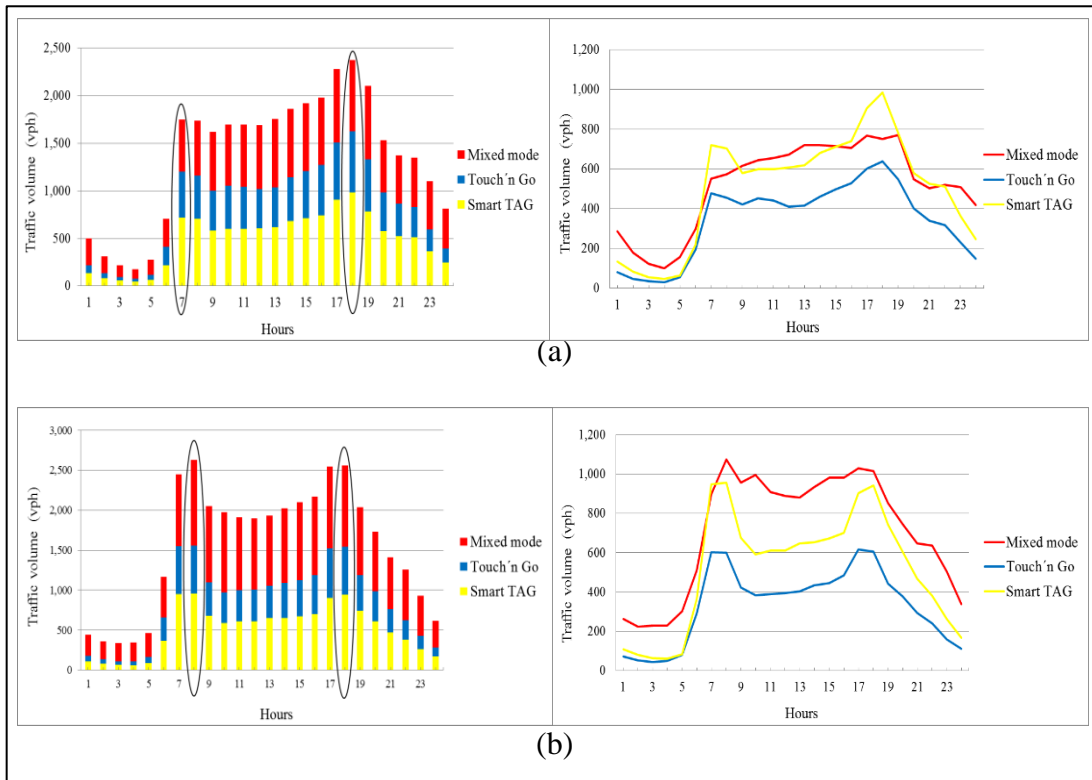 2,500
2,000
1,500
1,000
500
0
Traffic volume (vph)
1 3 5 7 9 11 13 15 17 19 21 23
Hours
Mixed mode
Touch´n Go
Smart TAG
1,200
1,000
800
600
400
200
0
Traffic volume (vph)
1 3 5 7 9 11 13 15 17 19 21 23
Hours
Mixed mode
Touch´n Go
Smart TAG
(a)
3,000
2,500
2,000
1,500
1,000
500
0
Traffic volume (vph)
1 3 5 7 9 11 13 15 17 19 21 23
Hours
Mixed mode
Touch´n Go
Smart TAG
1,200
1,000
800
600
400
200
0
Traffic volume (vph)
1 3 5 7 9 11 13 15 17 19 21 23
Hours
Mixed mode
Touch´n Go
Smart TAG
(b)